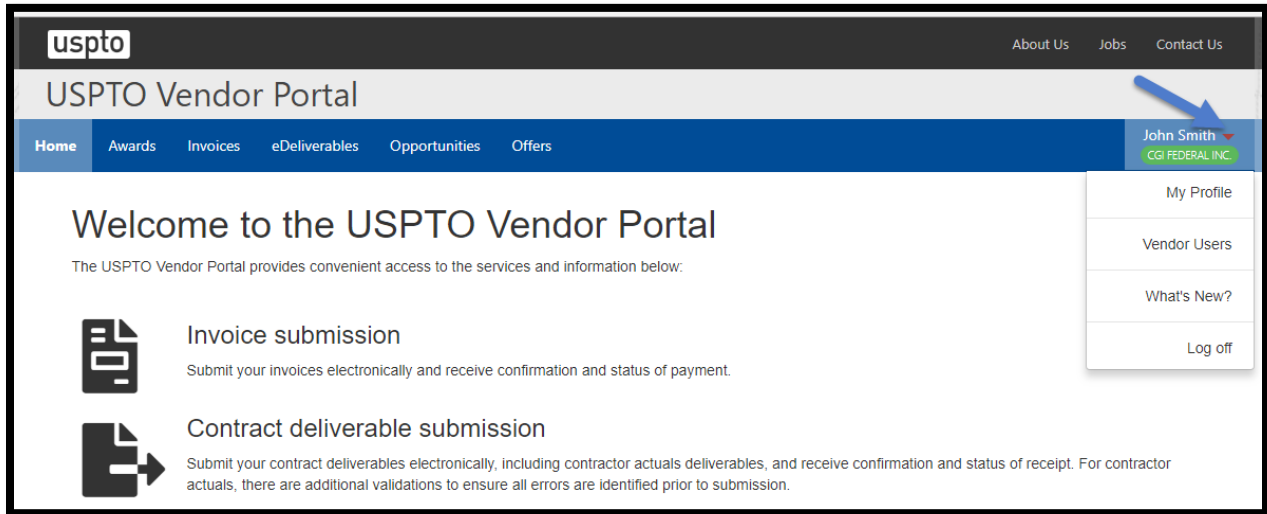 uspto
About Us Jobs Contact Us
USPTO Vendor Portal
Home Awards Invoices eDeliverables Opportunities Offers
John Smith
CGI FEDERAL INC.
My Profile
Vendor Users
What's New?
Log off
Welcome to the USPTO Vendor Portal
The USPTO Vendor Portal provides convenient access to the services and information below:
Invoice submission
Submit your invoices electronically and receive confirmation and status of payment.
Contract deliverable submission
Submit your contract deliverables electronically, including contractor actuals deliverables, and receive confirmation and status of receipt. For contractor
actuals, there are additional validations to ensure all errors are identified prior to submission.